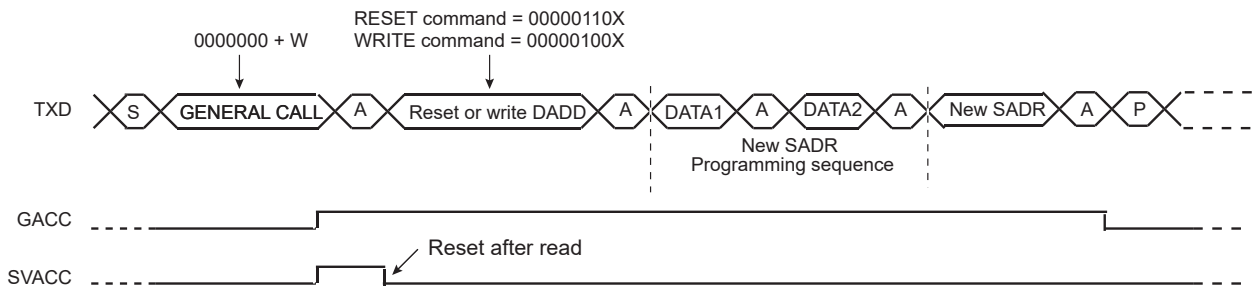 RESET command = 00000110X
0000000 + W WRITE command = 00000100X
TXD S GENERAL CALL A Reset or write DADD A DATA1 A DATA2 A New SADR A P
New SADR
Programming sequence
GACC
Reset after read
SVACC